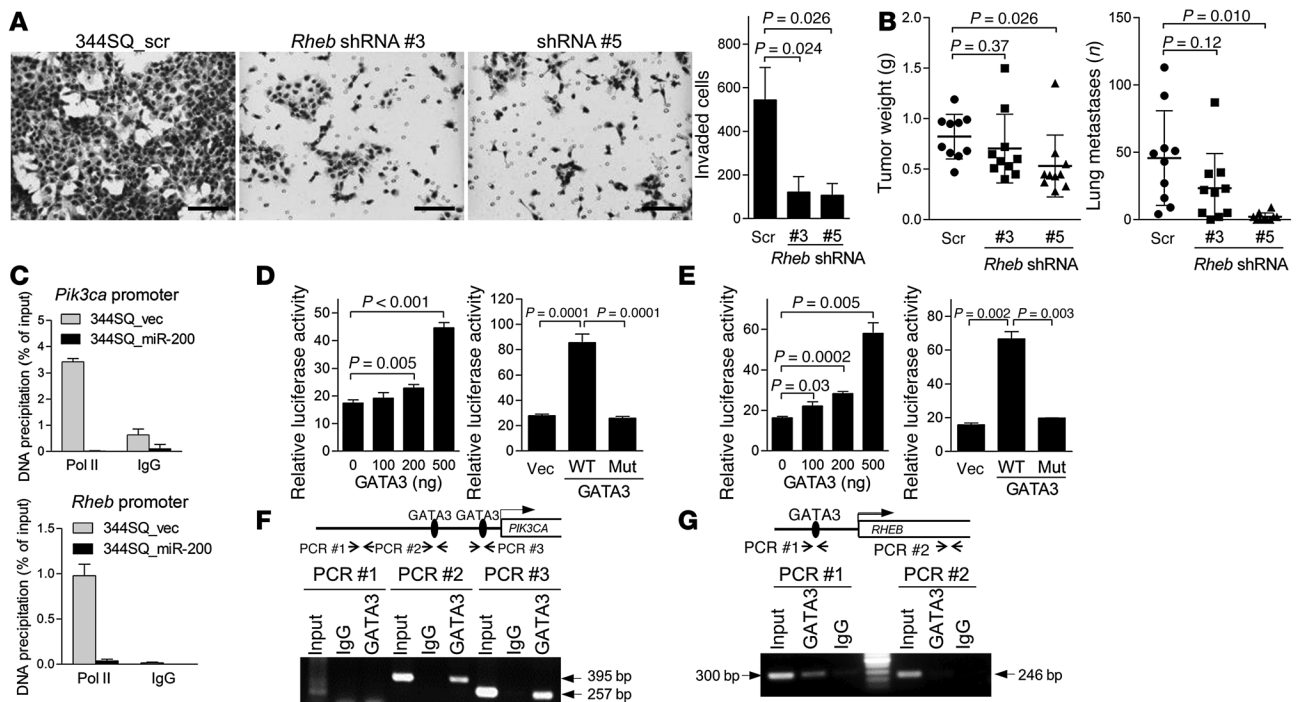 A
344SQ_scr
Rheb shRNA #3
shRNA #5
P = 0.026
P = 0.024
Invaded cells
800
600
400
200
0
Scr
#3
#5
Rheb shRNA
B
P = 0.026
P = 0.37
Tumor weight (g)
2.0
1.5
1.0
0.5
0.0
Scr
#3
#5
Rheb shRNA
P = 0.010
P = 0.12
Lung metastases (n)
150
100
50
0
Scr
#3
#5
Rheb shRNA
C
Pik3ca promoter
344SQ_vec
344SQ_miR-200
DNA precipitation (% of input)
5
4
3
2
1
0
Pol II
IgG
Rheb promoter
344SQ_vec
344SQ_miR-200
DNA precipitation (% of input)
1.5
1.0
0.5
0.0
Pol II
IgG
D
P < 0.001
P = 0.005
Relative luciferase activity
50
40
30
20
10
0
0 100 200 500
GATA3 (ng)
P = 0.0001
P = 0.0001
Relative luciferase activity
120
100
80
60
40
20
0
Vec WT Mut
GATA3
E
P = 0.005
P = 0.0002
P = 0.03
Relative luciferase activity
60
40
20
0
0 100 200 500
GATA3 (ng)
P = 0.002
P = 0.003
Relative luciferase activity
80
60
40
20
0
Vec WT Mut
GATA3
F
GATA3 GATA3
PIK3CA
PCR #1
PCR #2
PCR #3
PCR #1 PCR #2 PCR #3
Input IgG GATA3 Input IgG GATA3 Input IgG GATA3
395 bp
257 bp
G
GATA3
RHEB
PCR #1
PCR #2
PCR #1 PCR #2
Input GATA3 IgG Input GATA3 IgG
300 bp
246 bp